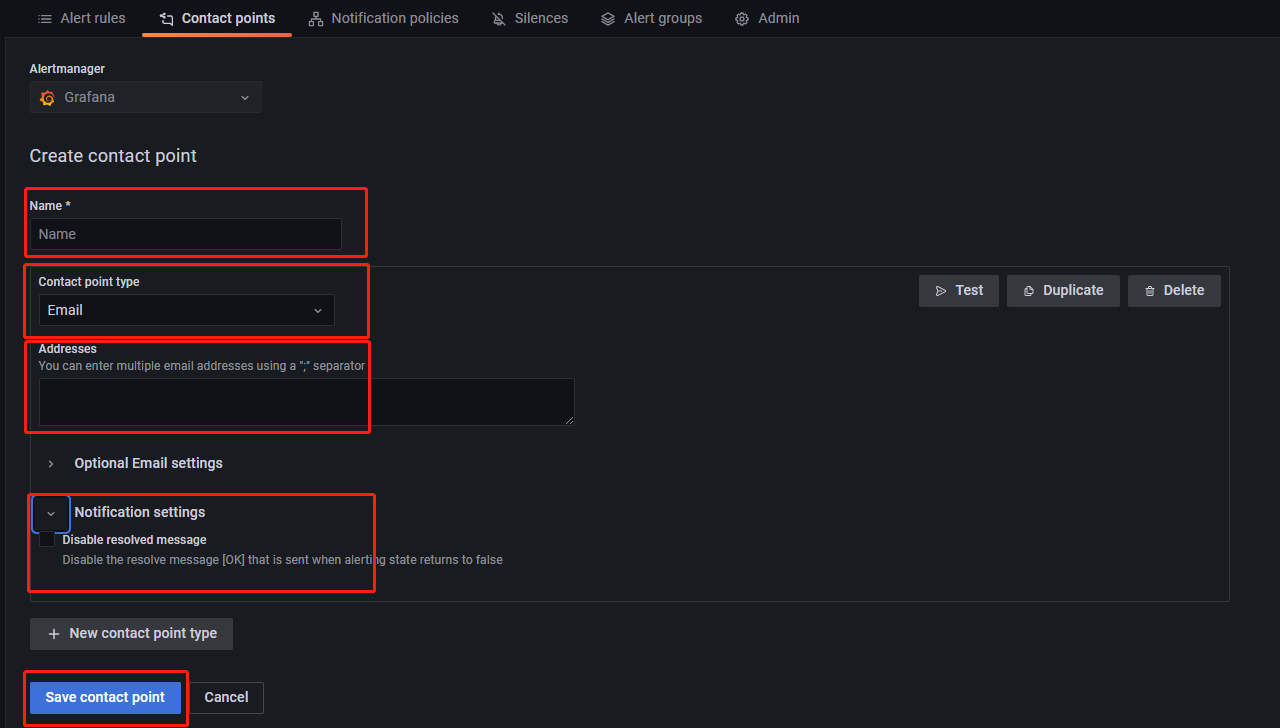 Alert rules Contact points Notification policies Silences Alert groups Admin
Alertmanager
Grafana
Create contact point
Name *
Name
Contact point type
Email
Test Duplicate Delete
Addresses
You can enter multiple email addresses using a ";" separator
Optional Email settings
Notification settings
Disable resolved message
Disable the resolve message [OK] that is sent when alerting state returns to false
New contact point type
Save contact point Cancel